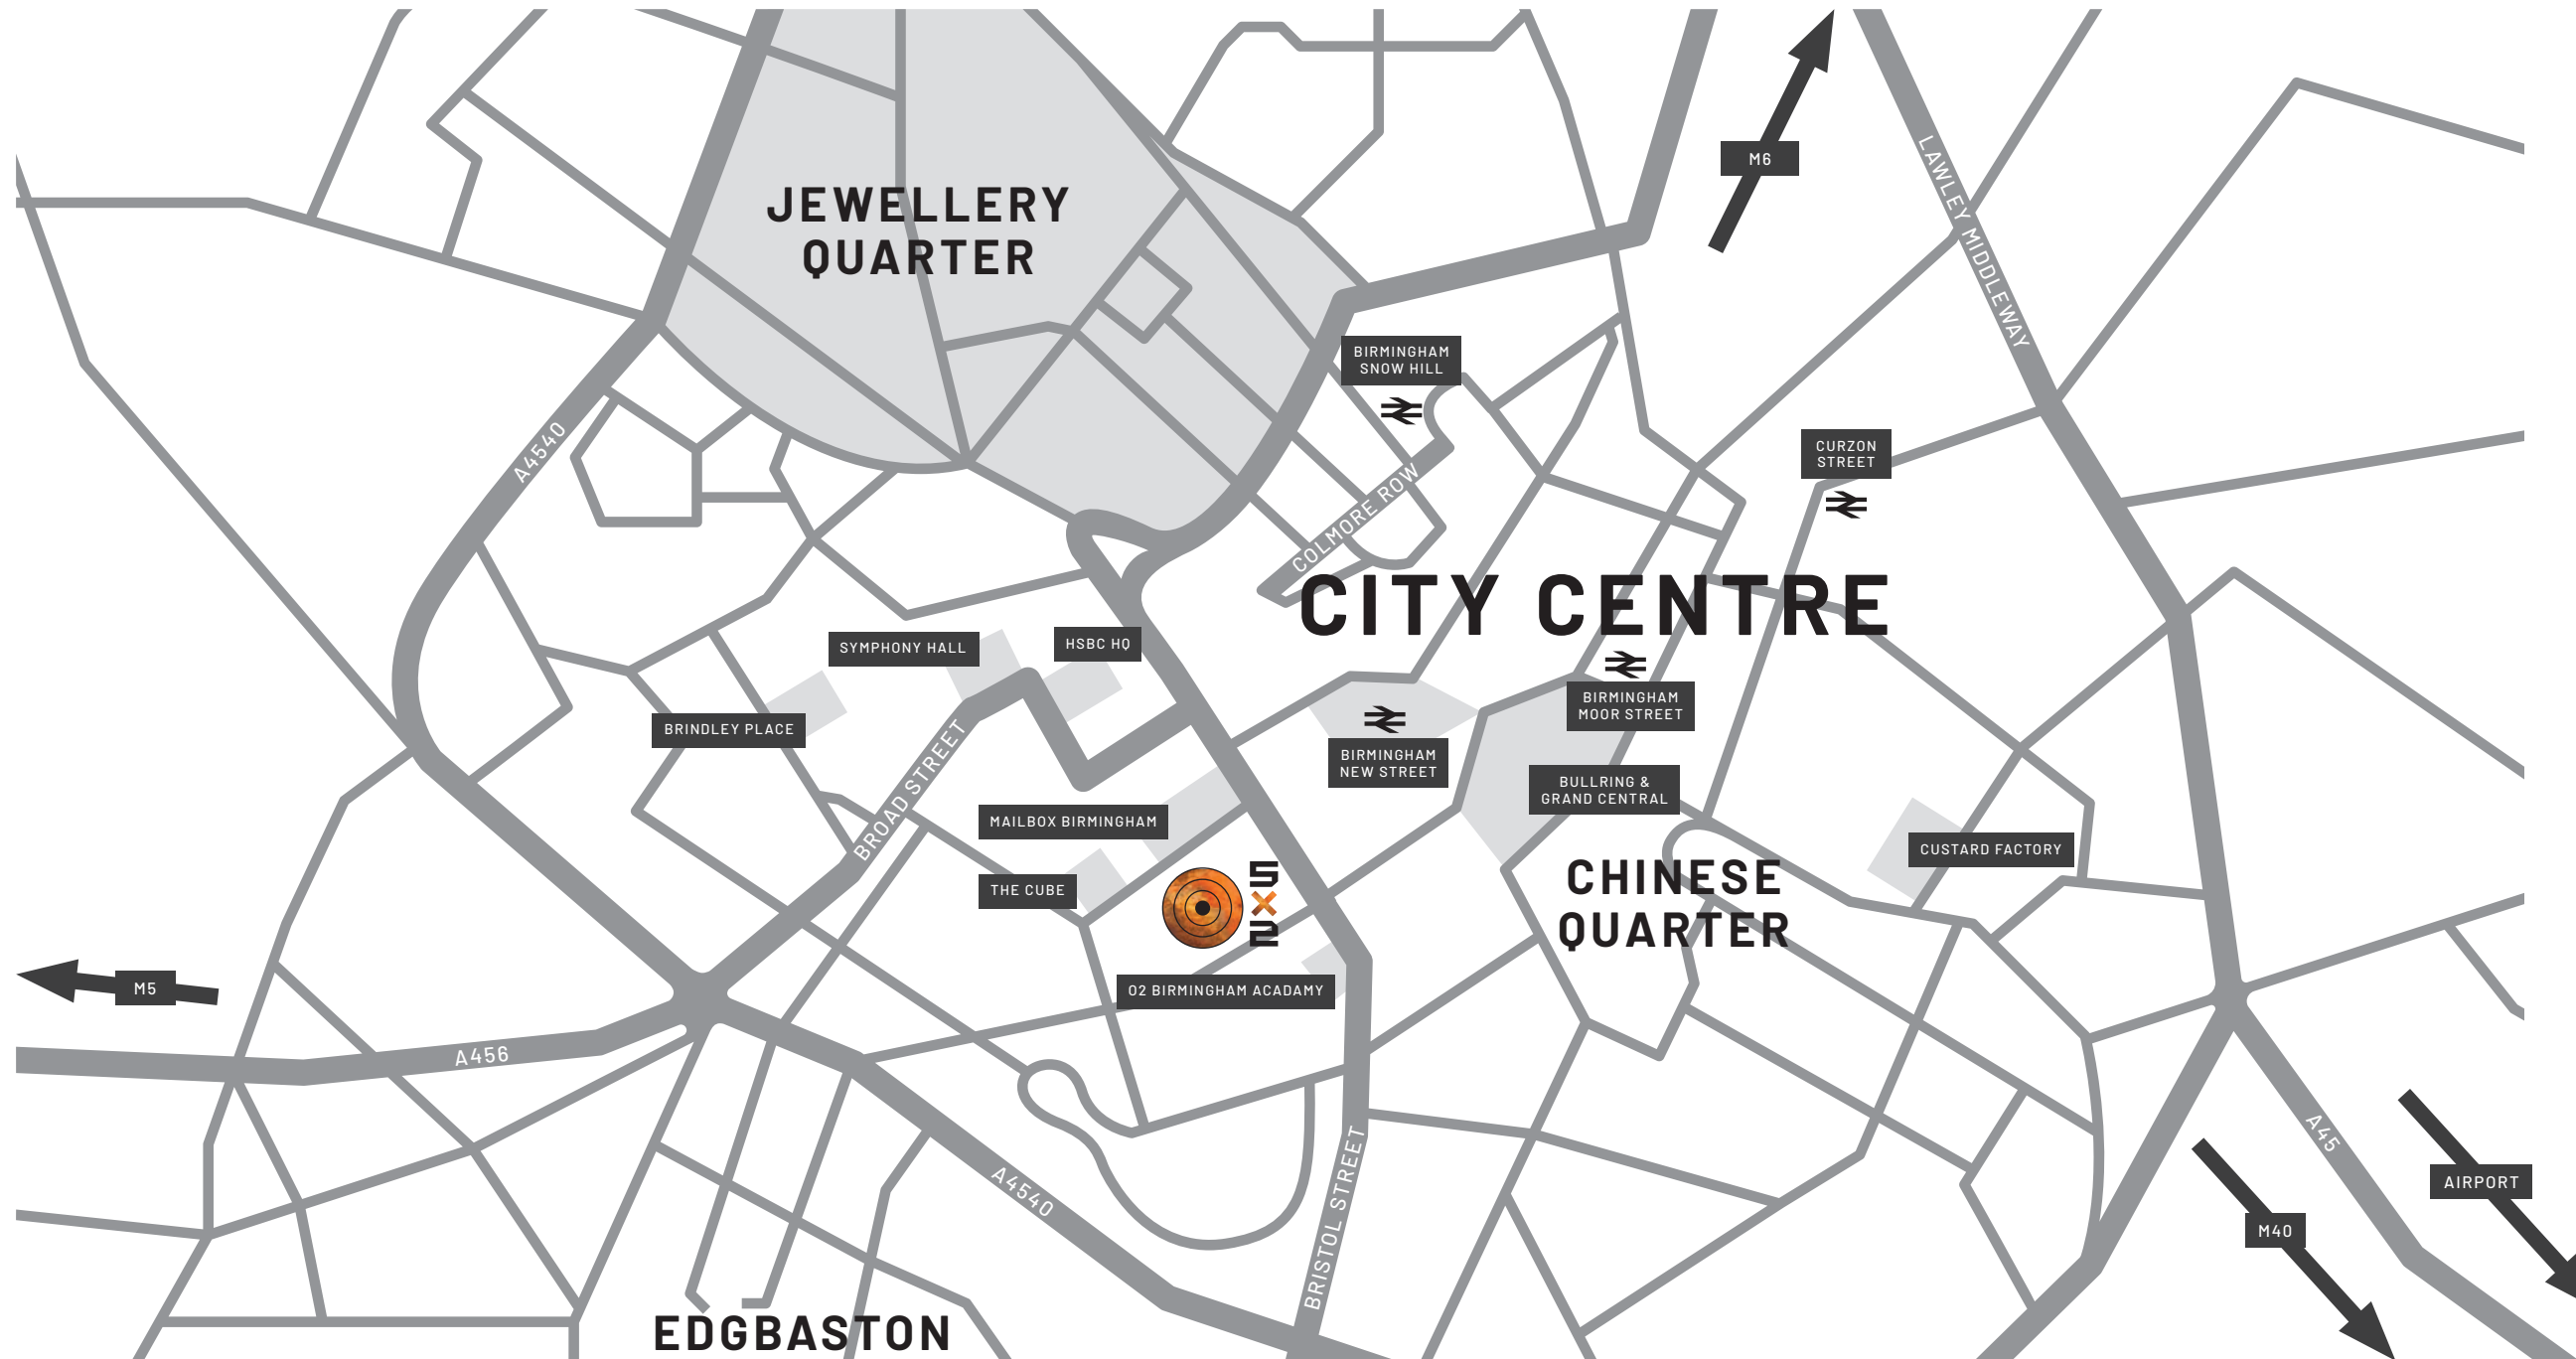 M6
LAWLEY MIDDLEWAY
JEWELLERY
QUARTER
BIRMINGHAM
SNOW HILL
A4540
CURZON
STREET
COLMORE ROW
CITY CENTRE
SYMPHONY HALL
HSBC HQ
BRINDLEY PLACE
BIRMINGHAM
MOOR STREET
BIRMINGHAM
NEW STREET
BROAD STREET
BULLRING &
GRAND CENTRAL
MAILBOX BIRMINGHAM
CUSTARD FACTORY
THE CUBE
5
X
2
CHINESE
QUARTER
M5
O2 BIRMINGHAM ACADAMY
A456
A45
AIRPORT
A4540
BRISTOL STREET
M40
EDGBASTON